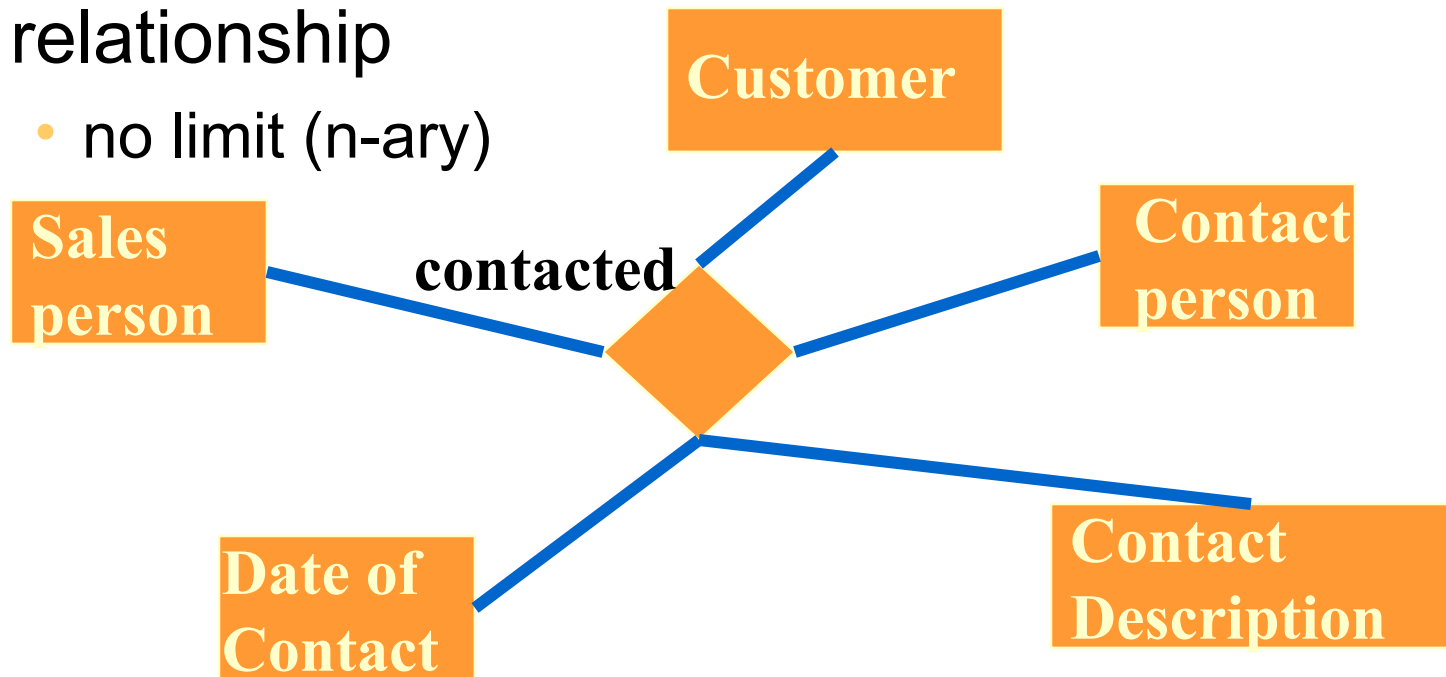 relationship
• no limit (n-ary)
Customer
Sales
person
contacted
Contact
person
Date of
Contact
Contact
Description